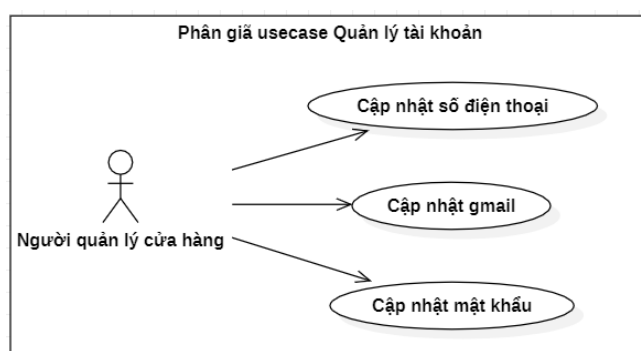 Phân giã usecase Quản lý tài khoản
Cập nhật số điện thoại
Cập nhật gmail
Người quản lý cửa hàng
Cập nhật mật khẩu